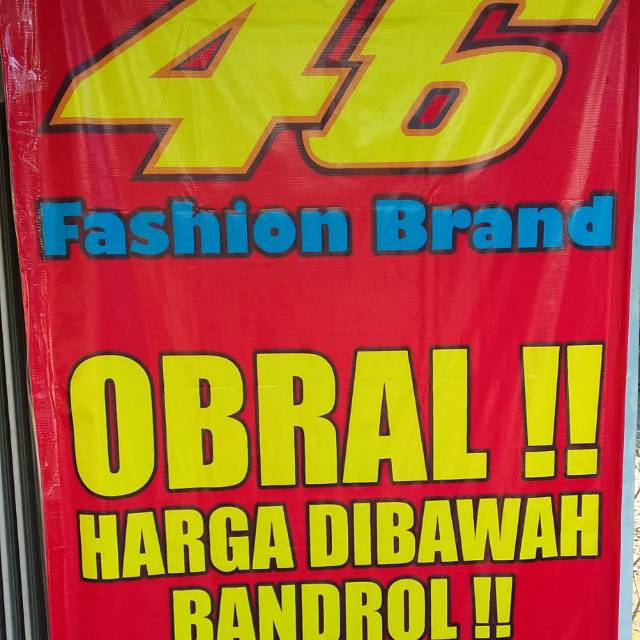 46
Fashion Brand
OBRAL !!
HARGA DIBAWAH
BANDROL !!